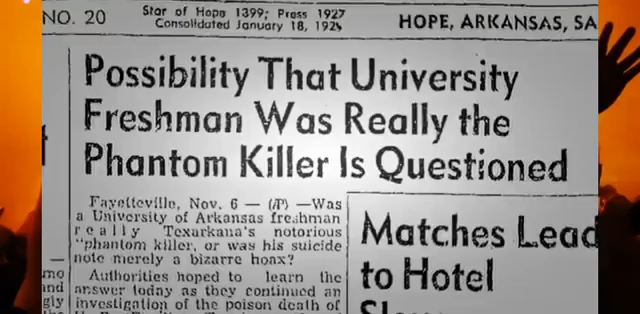 NO. 20
Star of Hope 1399; Press 1927
Consolidated January 18, 192
HOPE, ARKANSAS, SA
Possibility That University
Freshman Was Really the
Phantom Killer Is Questioned
Fayetteville, Nov. 6 — (AP) —Was
a University of Arkansas freshman
really Texarkana's notorious
"phantom killer, or was his suicide
note merely a bizarre hoax?
Authorities hoped to learn the
answer today as they continued an
investigation of the poison death of
Matches Lead
to Hotel
and
gly